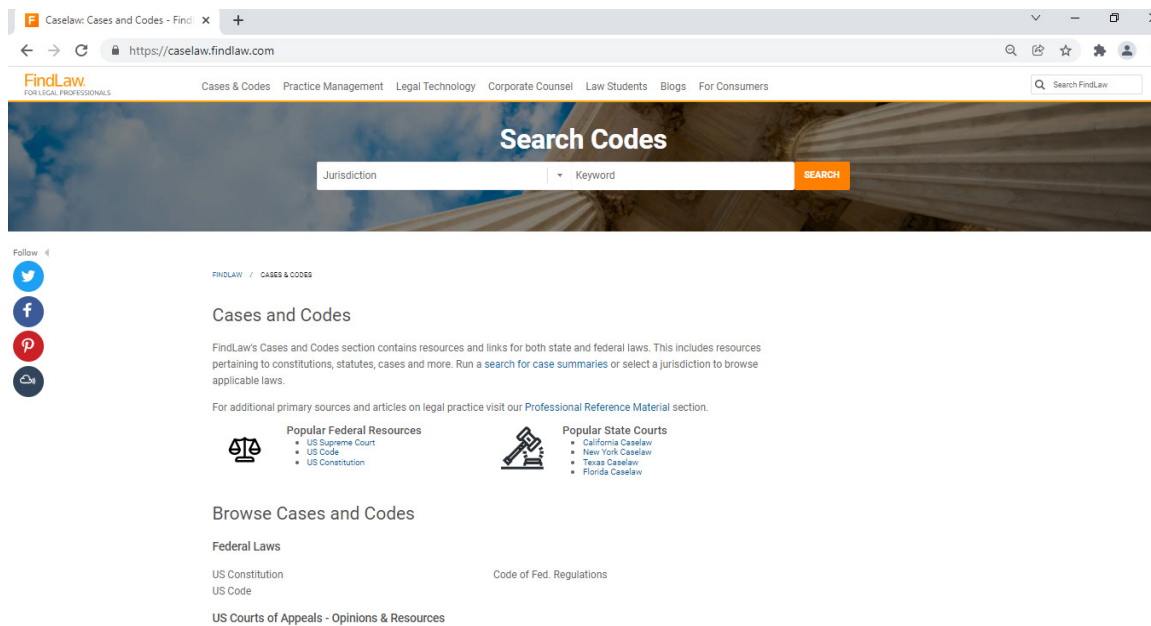 Caselaw: Cases and Codes - Find
https://caselaw.findlaw.com
FindLaw.
FOR LEGAL PROFESSIONALS
Cases & Codes Practice Management Legal Technology Corporate Counsel Law Students Blogs For Consumers
Search FindLaw
Search Codes
Jurisdiction
Keyword
SEARCH
Follow
FINDLAW / CASES & CODES
Cases and Codes
FindLaw's Cases and Codes section contains resources and links for both state and federal laws. This includes resources
pertaining to constitutions, statutes, cases and more. Run a search for case summaries or select a jurisdiction to browse
applicable laws.
For additional primary sources and articles on legal practice visit our Professional Reference Material section.
Popular Federal Resources
US Supreme Court
US Code
US Constitution
Popular State Courts
California Caselaw
New York Caselaw
Texas Caselaw
Florida Caselaw
Browse Cases and Codes
Federal Laws
US Constitution
Code of Fed. Regulations
US Code
US Courts of Appeals - Opinions & Resources